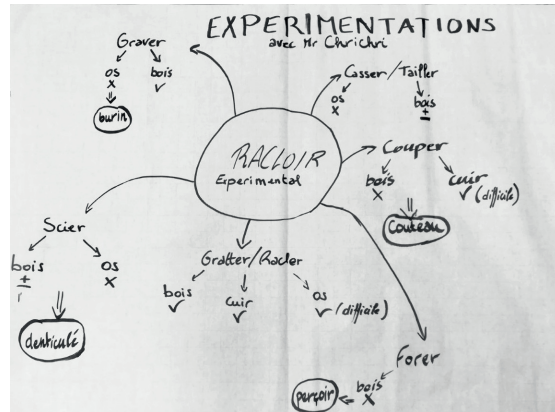 EXPERIMENTATIONS
avec Mr Chrichri
Graver
os bois
X ✓
burin
Casser/Tailler
os bois
X ±
RACLOIR
Experimental
Couper
bois cuir
X ✓ (difficile)
Couteau
Scier
bois os
± X
denticulé
Gratter/Racler
bois cuir os
✓ ✓ ✓ (difficile)
Forer
bois
X
perçoir